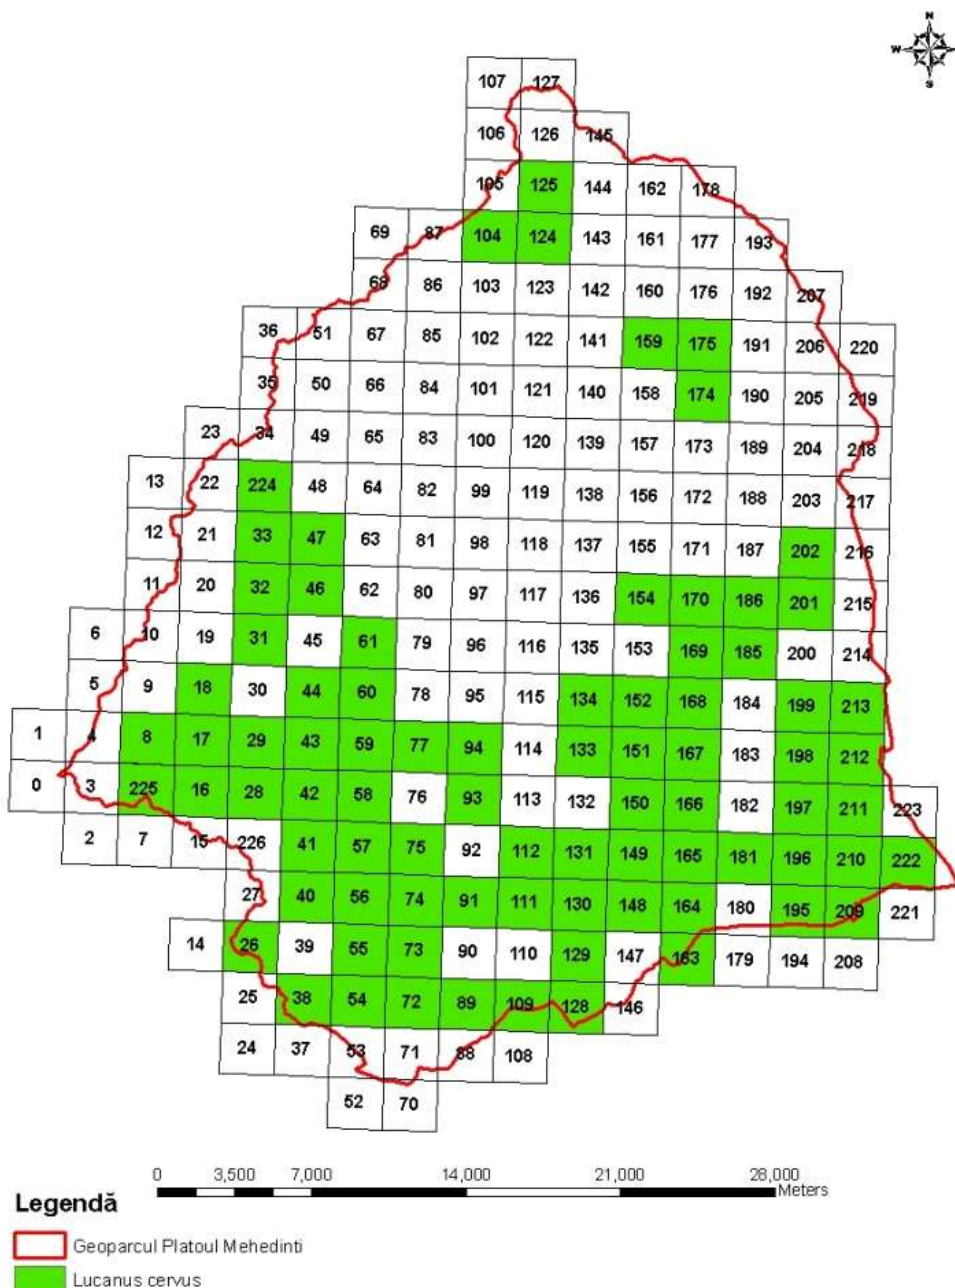 N
W E
S
107 127
106 126 145
105 125 144 162 178
69 87 104 124 143 161 177 193
68 86 103 123 142 160 176 192 207
36 51 67 85 102 122 141 159 175 191 206 220
35 50 66 84 101 121 140 158 174 190 205 219
23 34 49 65 83 100 120 139 157 173 189 204 218
13 22 224 48 64 82 99 119 138 156 172 188 203 217
12 21 33 47 63 81 98 118 137 155 171 187 202 216
11 20 32 46 62 80 97 117 136 154 170 186 201 215
6 10 19 31 45 61 79 96 116 135 153 169 185 200 214
5 9 18 30 44 60 78 95 115 134 152 168 184 199 213
1 4 8 17 29 43 59 77 94 114 133 151 167 183 198 212
0 3 225 16 28 42 58 76 93 113 132 150 166 182 197 211 223
2 7 15 226 41 57 75 92 112 131 149 165 181 196 210 222
27 40 56 74 91 111 130 148 164 180 195 209 221
14 26 39 55 73 90 110 129 147 163 179 194 208
25 38 54 72 89 109 128 146
24 37 53 71 88 108
52 70
0 3,500 7,000 14,000 21,000 28,000
Meters
Legendă
Geoparcul Platoul Mehedinti
Lucanus cervus